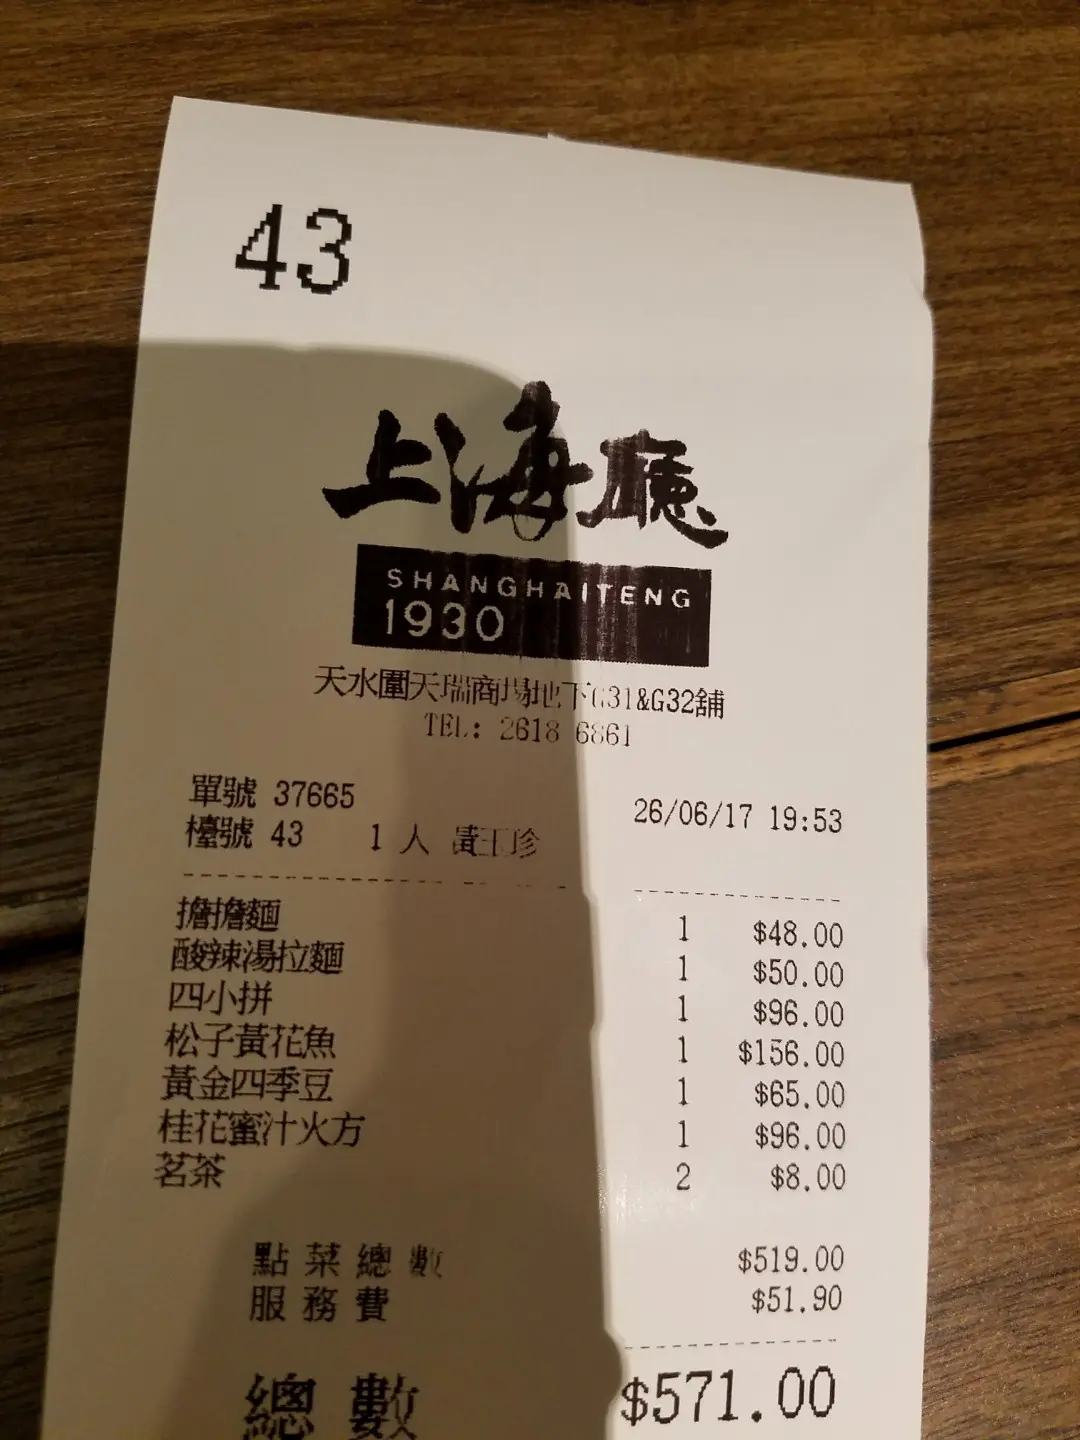 43
上海廳
SHANGHAITENG
1930
天水圍天瑞商場地下G31&G32舖
TEL: 2618 6861
單號 37665 26/06/17 19:53
檯號 43 1 人 黃玉珍
擔擔麵 1 $48.00
酸辣湯拉麵 1 $50.00
四小拼 1 $96.00
松子黃花魚 1 $156.00
黃金四季豆 1 $65.00
桂花蜜汁火方 1 $96.00
茗茶 2 $8.00
點菜總數 $519.00
服務費 $51.90
總數 $571.00